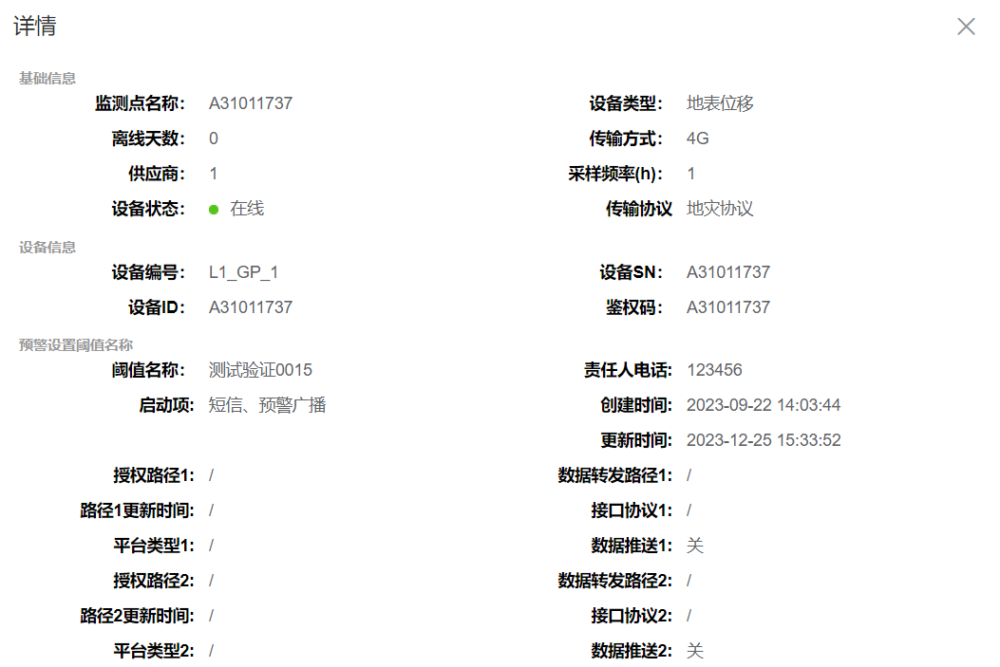 详情
基础信息
监测点名称： A31011737 设备类型： 地表位移
离线天数： 0 传输方式： 4G
供应商： 1 采样频率(h)： 1
设备状态： 在线 传输协议 地灾协议
设备信息
设备编号： L1_GP_1 设备SN： A31011737
设备ID： A31011737 鉴权码： A31011737
预警设置阈值名称
阈值名称： 测试验证0015 责任人电话: 123456
启动项: 短信、预警广播 创建时间: 2023-09-22 14:03:44
更新时间: 2023-12-25 15:33:52
授权路径1: / 数据转发路径1: /
路径1更新时间: / 接口协议1: /
平台类型1: / 数据推送1: 关
授权路径2: / 数据转发路径2: /
路径2更新时间: / 接口协议2: /
平台类型2: / 数据推送2: 关